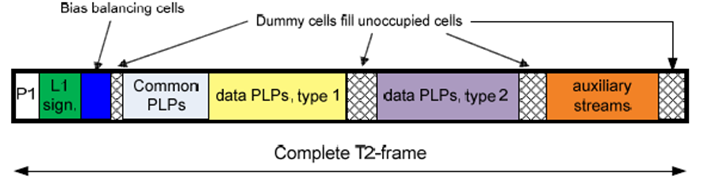 Bias balancing cells
Dummy cells fill unoccupied cells
P1
L1
sign.
Common
PLPs
data PLPs, type 1
data PLPs, type 2
auxiliary
streams
Complete T2-frame